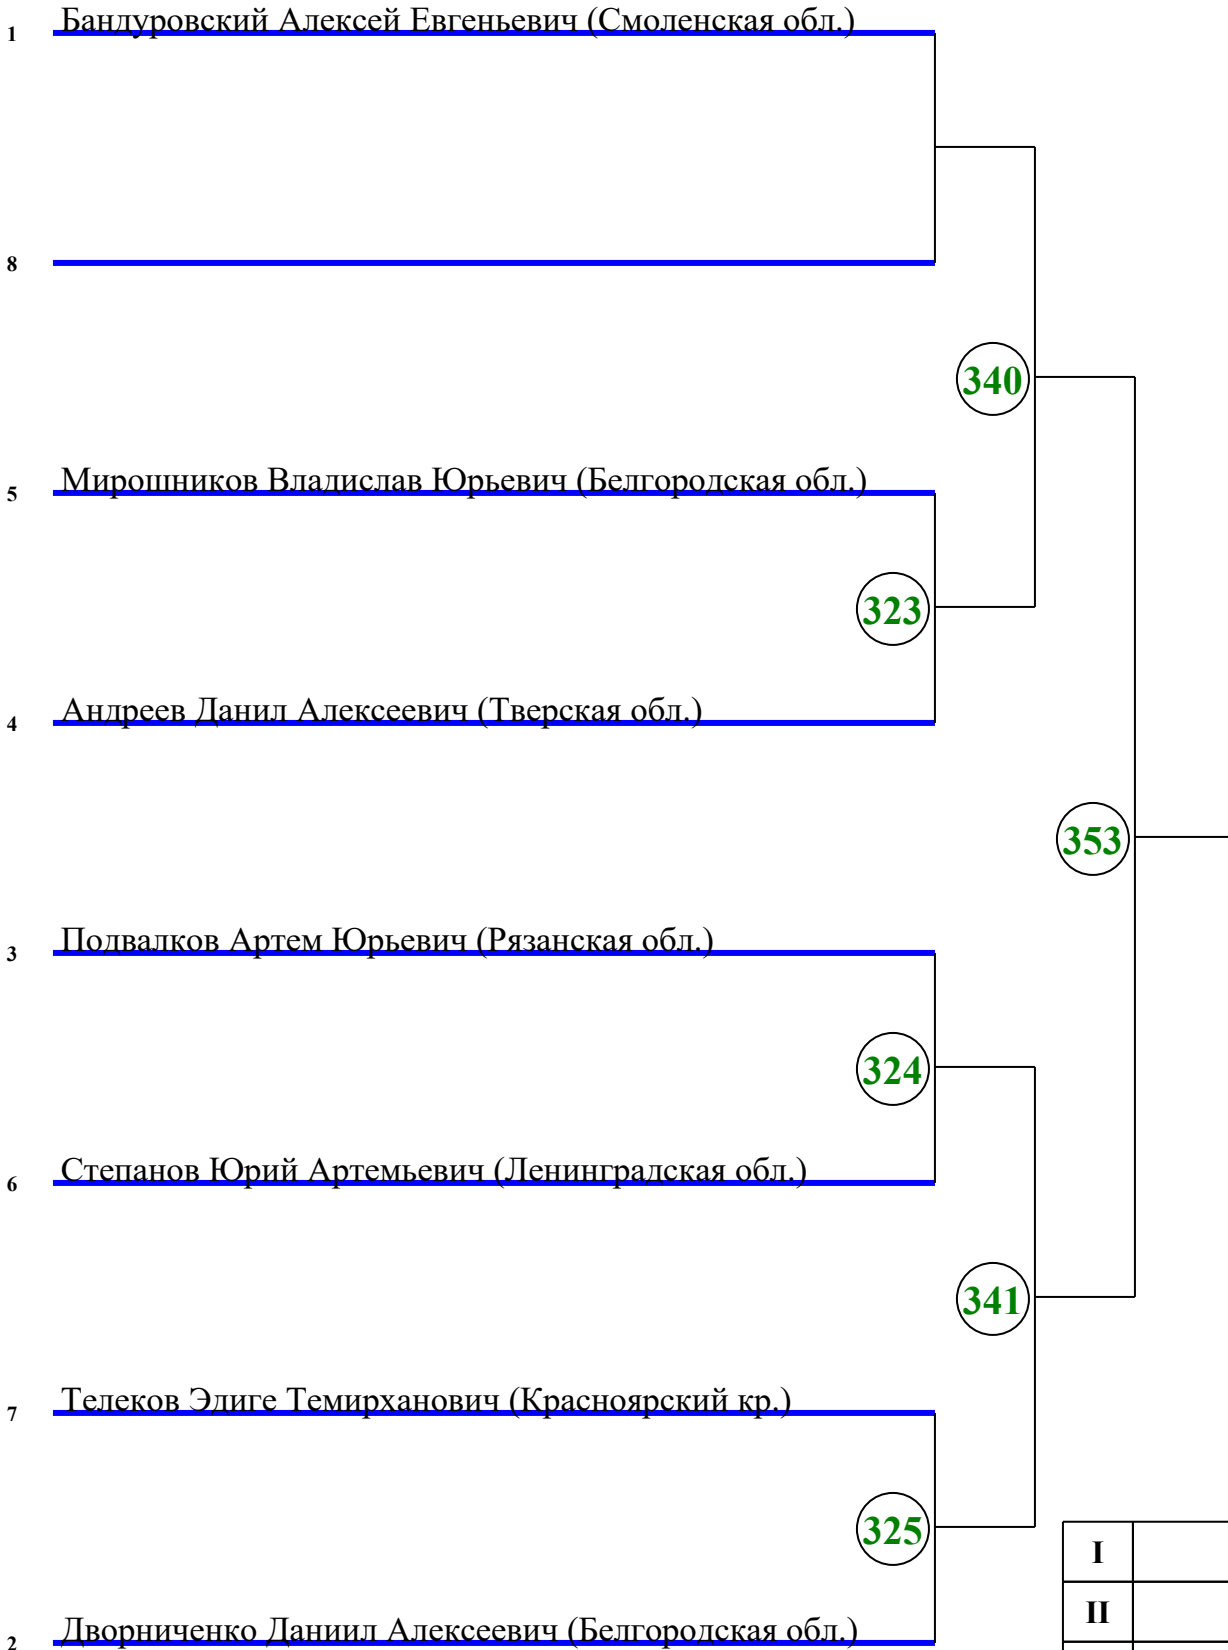 1 Бандуровский Алексей Евгеньевич (Смоленская обл.)
8
340
5 Мирошников Владислав Юрьевич (Белгородская обл.)
323
4 Андреев Данил Алексеевич (Тверская обл.)
353
3 Подвалков Артем Юрьевич (Рязанская обл.)
324
6 Степанов Юрий Артемьевич (Ленинградская обл.)
341
7 Телеков Эдиге Темирханович (Красноярский кр.)
325
I
II
2 Дворниченко Даниил Алексеевич (Белгородская обл.)